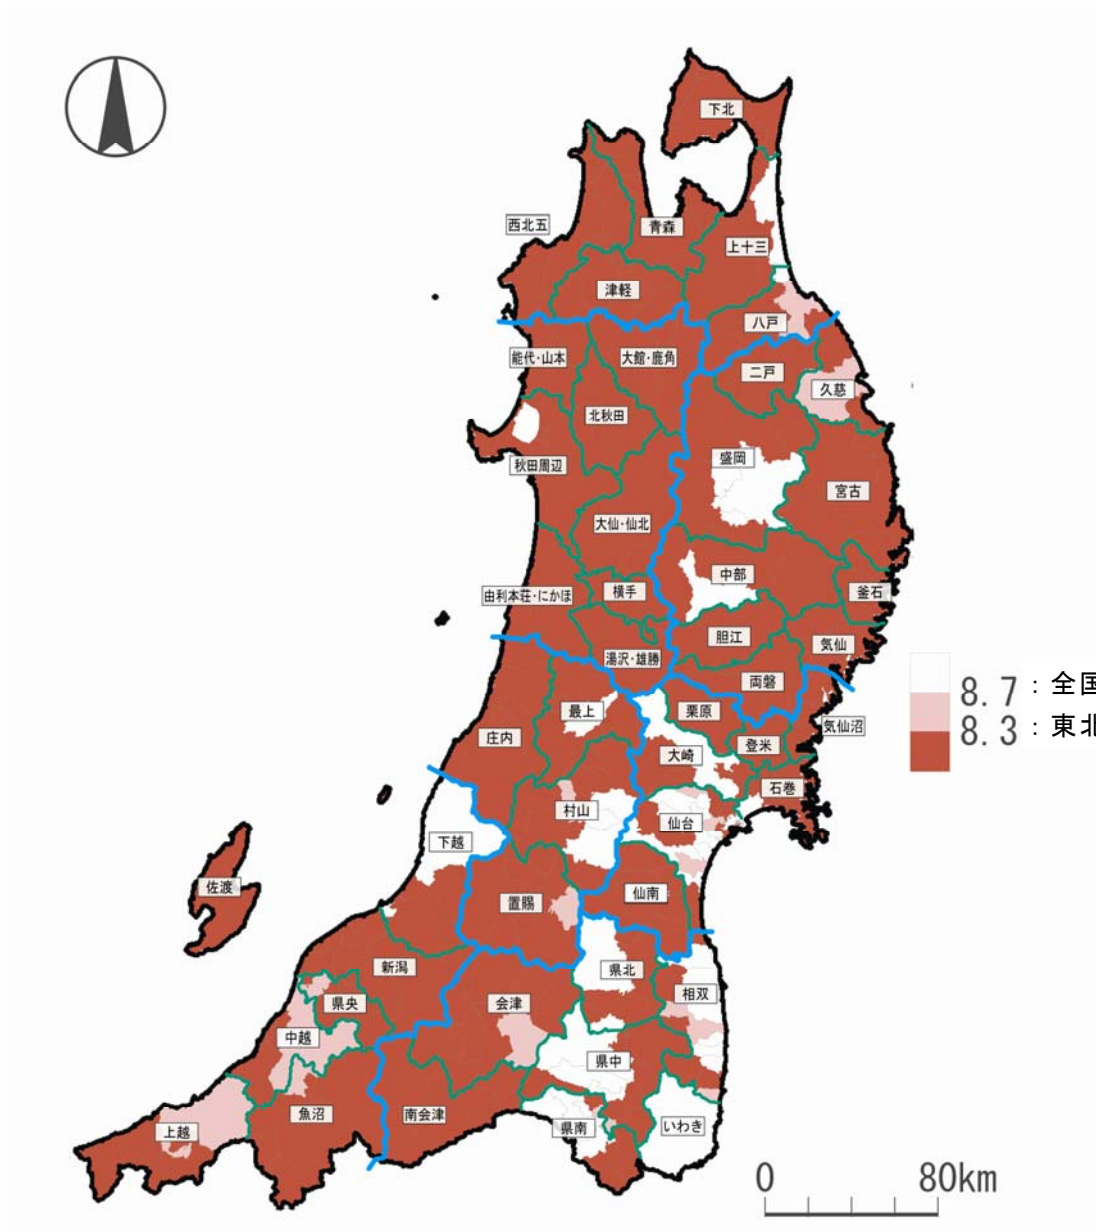 下北
西北五
青森
上十三
津軽
八戸
能代・山本
大館・鹿角
二戸
久慈
北秋田
秋田周辺
盛岡
宮古
大仙・仙北
中部
由利本荘・にかほ
横手
釜石
胆江
気仙
湯沢・雄勝
両磐
最上
栗原
気仙沼
庄内
登米
大崎
石巻
村山
仙台
下越
佐渡
置賜
仙南
新潟
県北
県央
会津
相双
中越
県中
魚沼
南会津
県南
いわき
上越
8.7：全国
8.3：東北
0 80km